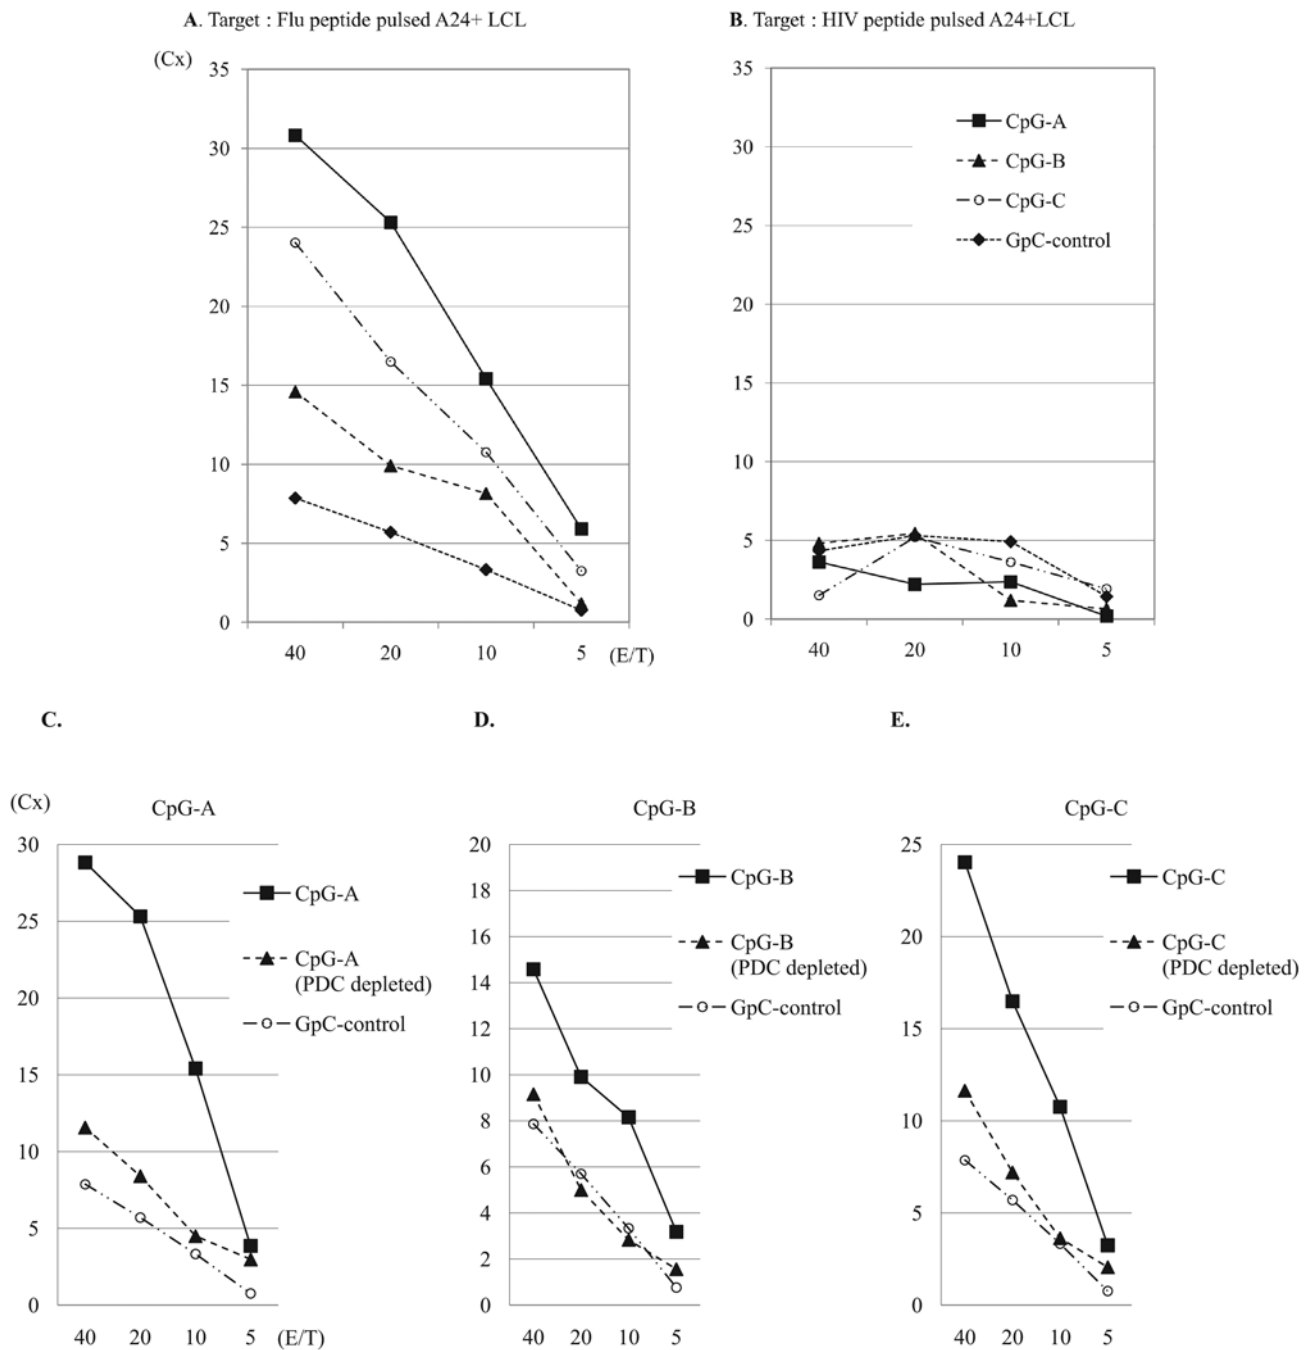 A. Target : Flu peptide pulsed A24+ LCL
B. Target : HIV peptide pulsed A24+LCL
(Cx)
35
30
25
20
15
10
5
0
40 20 10 5 (E/T)
35
30
25
20
15
10
5
0
40 20 10 5
CpG-A
CpG-B
CpG-C
GpC-control
C.
D.
E.
(Cx)
CpG-A
30
25
20
15
10
5
0
40 20 10 5 (E/T)
CpG-A
CpG-A
(PDC depleted)
GpC-control
CpG-B
20
18
16
14
12
10
8
6
4
2
0
40 20 10 5
CpG-B
CpG-B
(PDC depleted)
GpC-control
CpG-C
25
20
15
10
5
0
40 20 10 5
CpG-C
CpG-C
(PDC depleted)
GpC-control